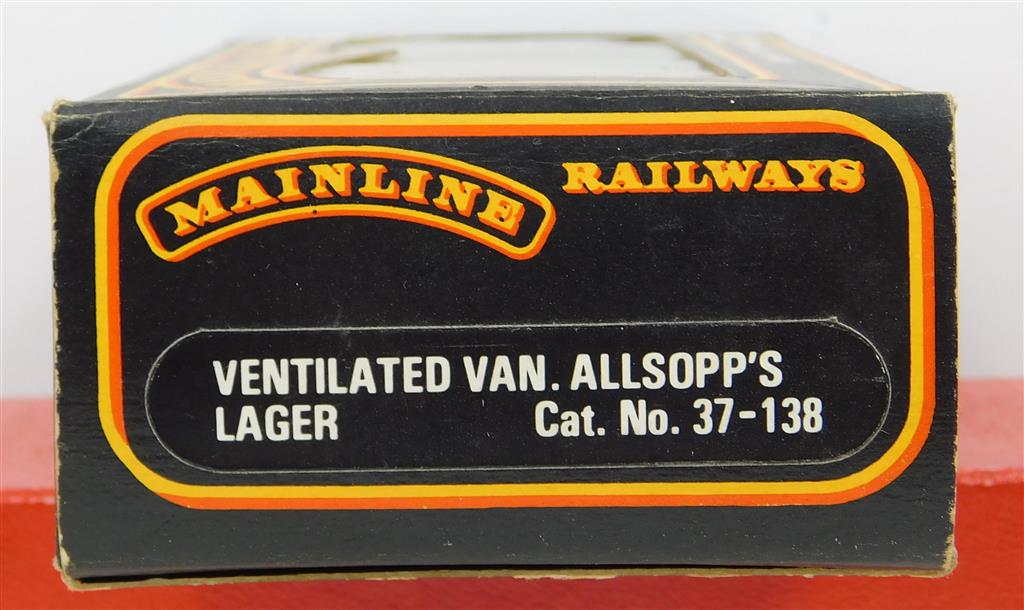 MAINLINE RAILWAYS
VENTILATED VAN. ALLSOPP'S
LAGER Cat. No. 37-138